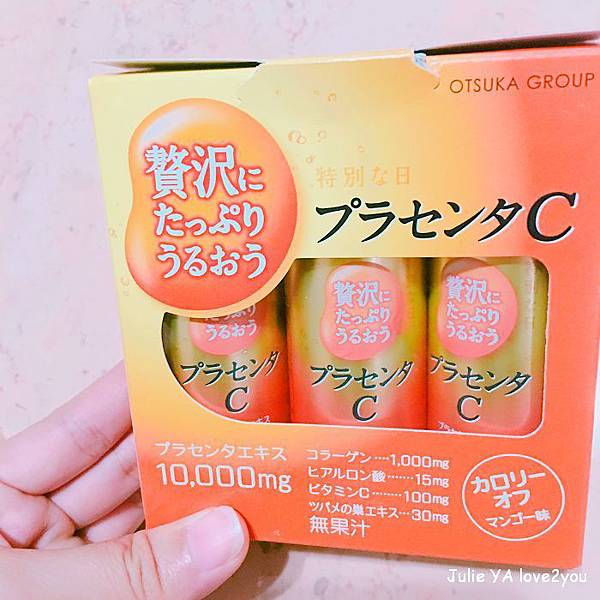 OTSUKA GROUP
贅沢に
たっぷり
うるおう
特別な日
プラセンタC
たっぷり
うるおう
プラセンタ
C
贅沢に
たっぷり
うるおう
プラセンタ
C
贅沢に
たっぷり
うるおう
プラセンタ
C
プラセンタエキス
10,000mg
コラーゲン‥‥1,000mg
ヒアルロン酸‥‥‥‥15mg
ビタミンC‥‥‥‥100mg
ツバメの巣エキス…30mg
無果汁
カロリー
オフ
マンゴー味
Julie YA love2you